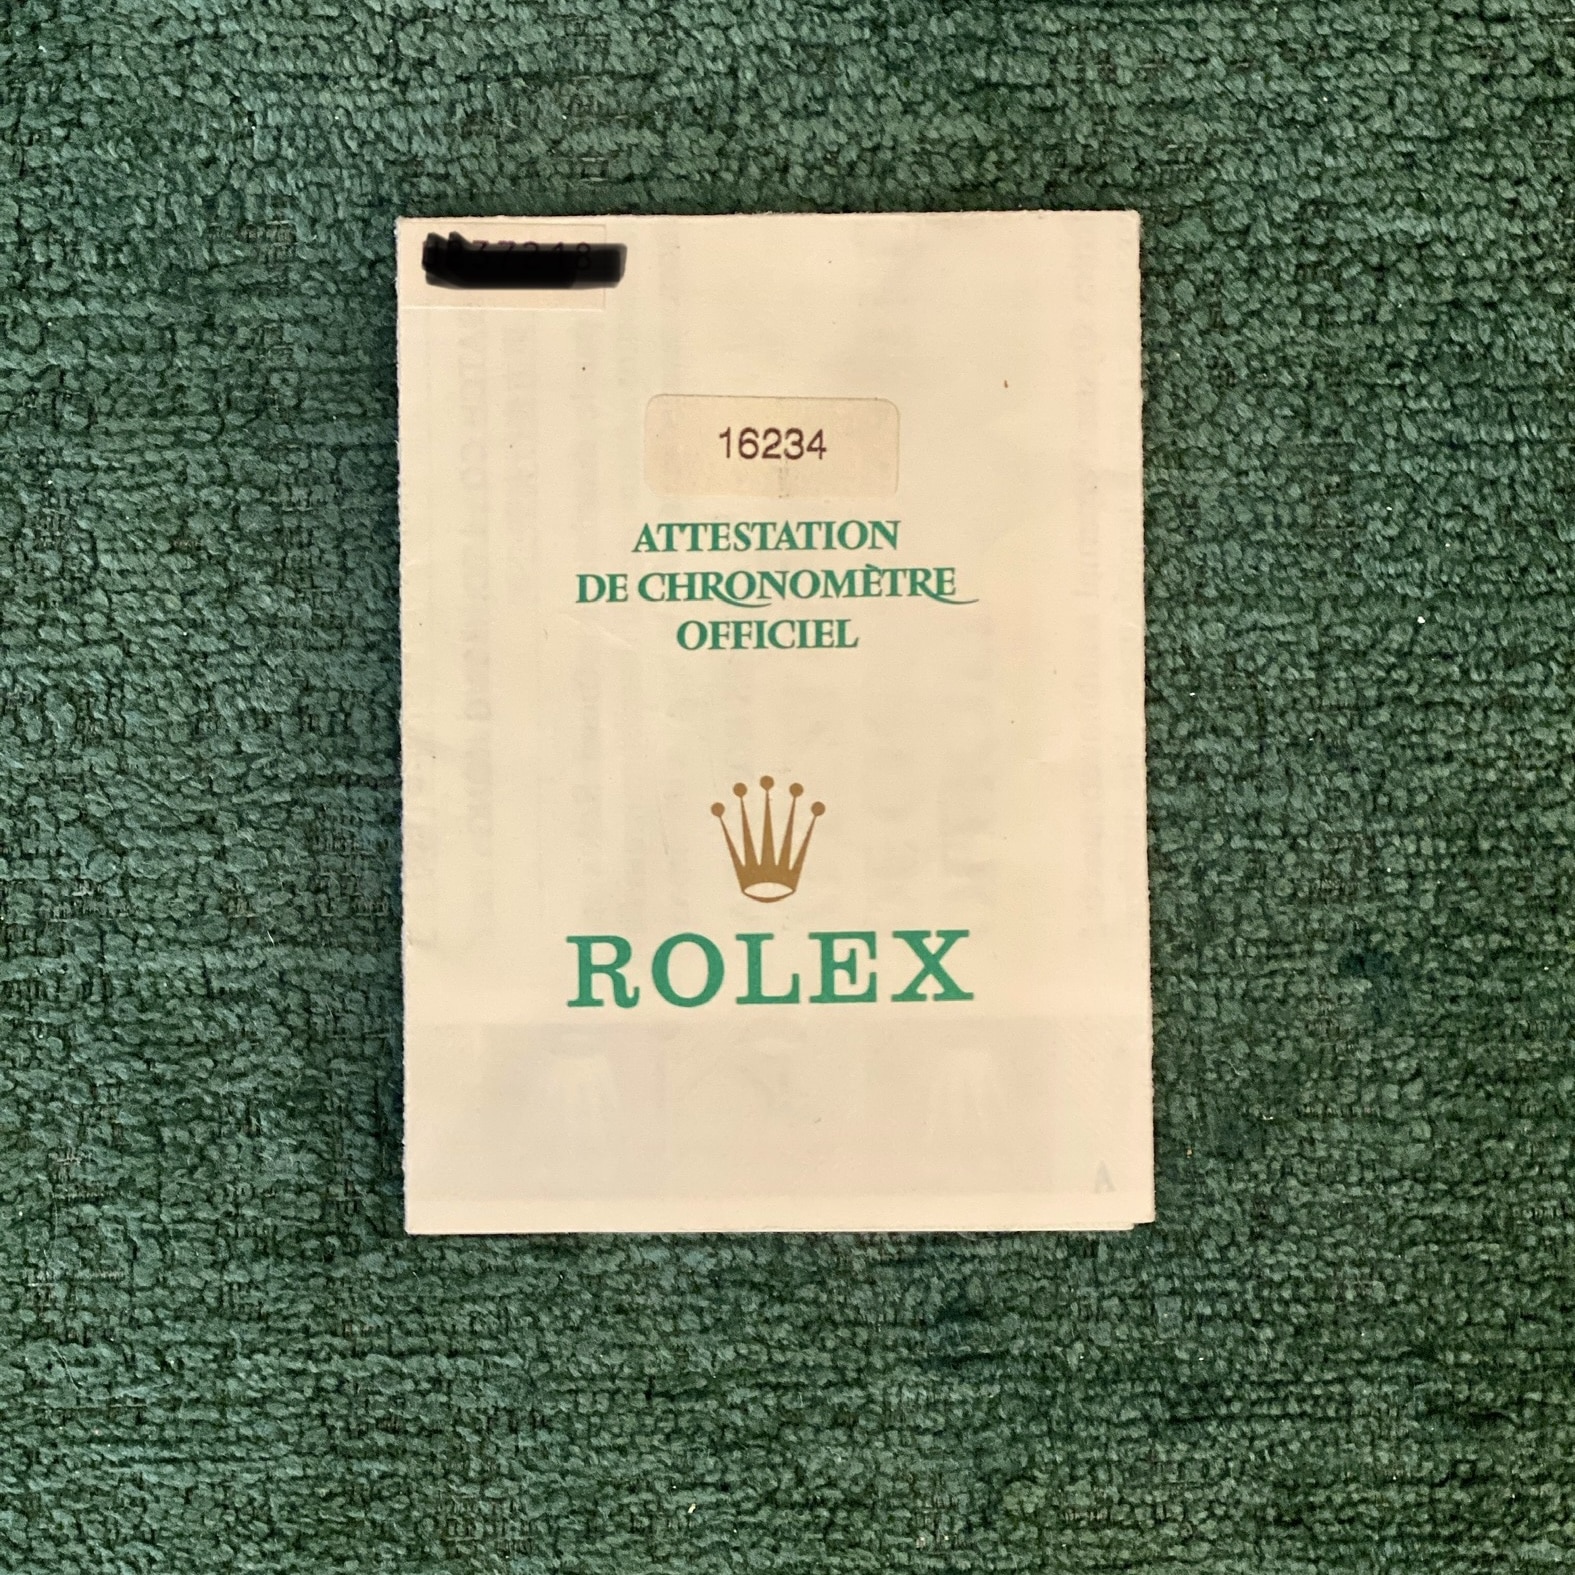 16234
ATTESTATION
DE CHRONOMÈTRE
OFFICIEL
ROLEX